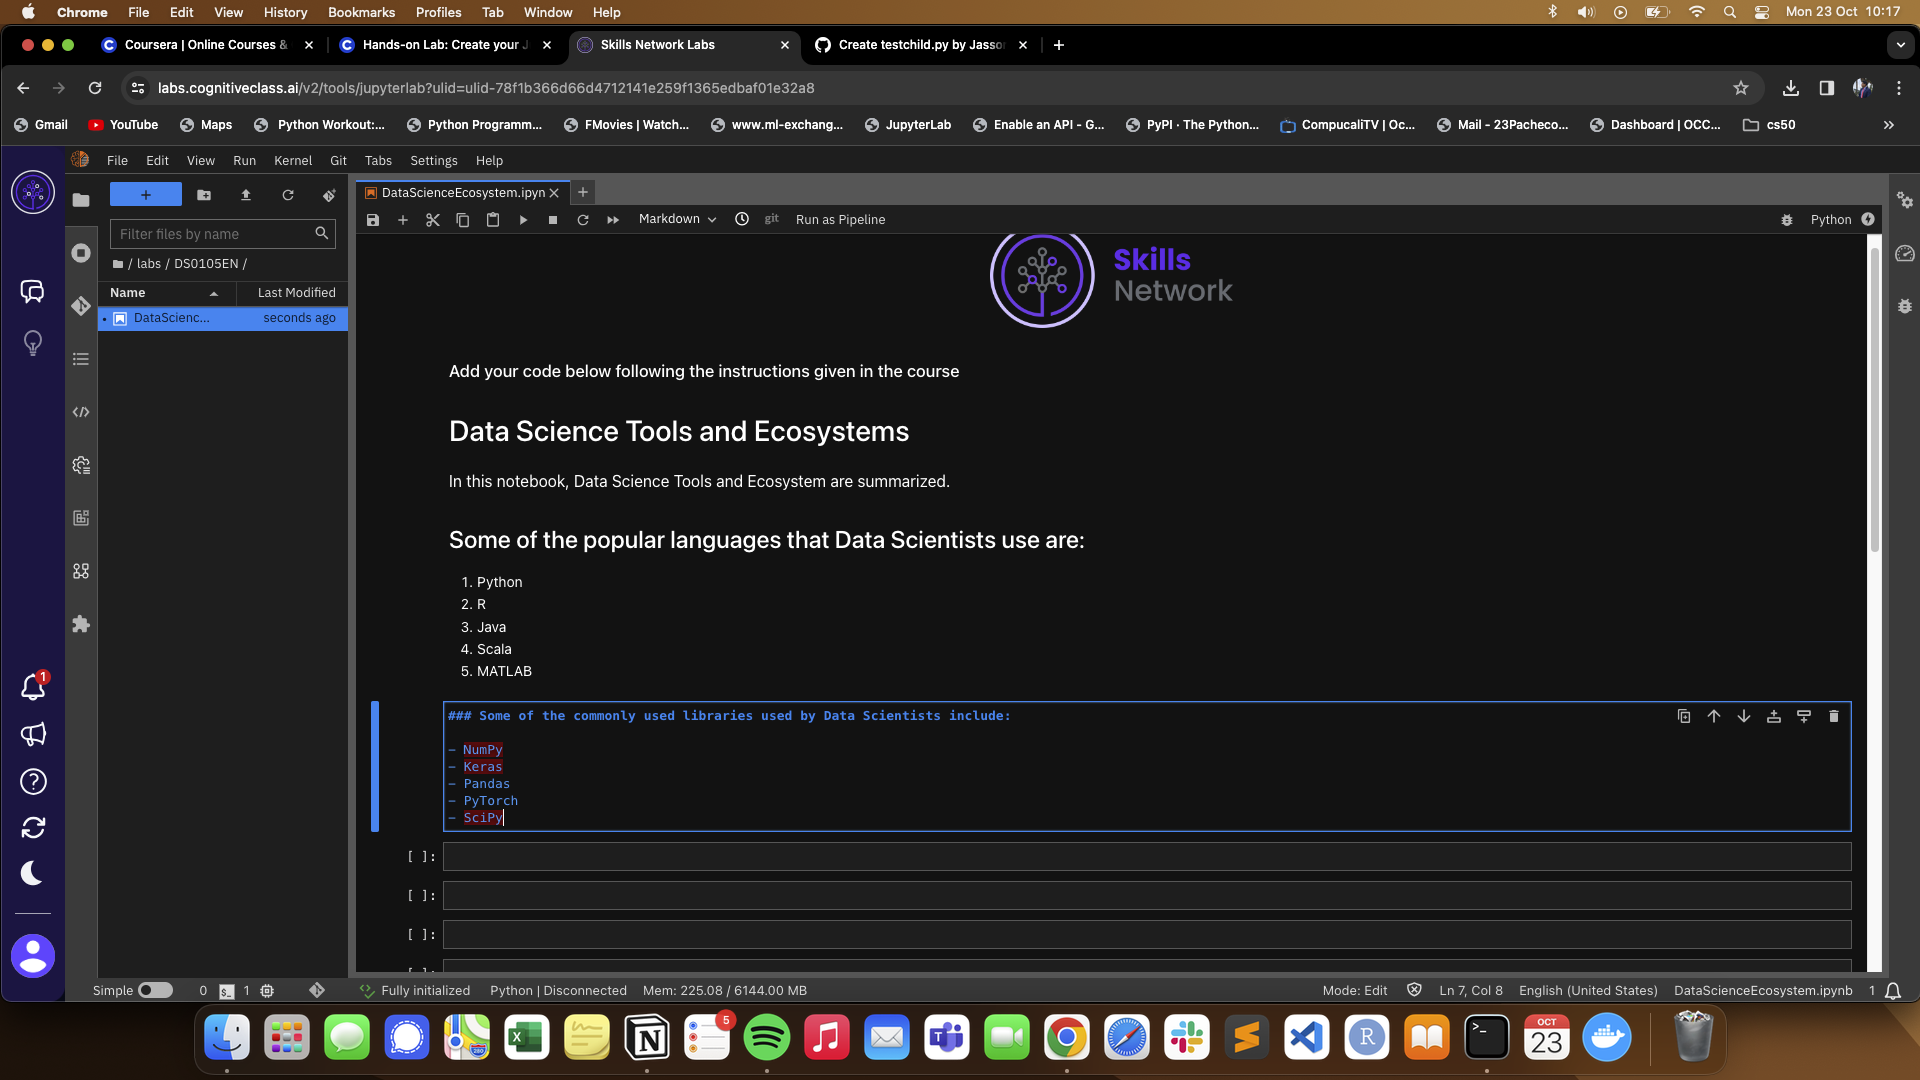 Chrome File Edit View History Bookmarks Profiles Tab Window Help Mon 23 Oct 10:17
Coursera | Online Courses & Hands-on Lab: Create your J Skills Network Labs Create testchild.py by Jasso
labs.cognitiveclass.ai/v2/tools/jupyterlab?ulid=ulid-78f1b366d66d4712141e259f1365edbaf01e32a8
Gmail YouTube Maps Python Workout:... Python Programm... FMovies | Watch... www.ml-exchang... JupyterLab Enable an API - G... PyPI · The Python... CompucaliTV | Oc... Mail - 23Pacheco... Dashboard | OCC... cs50 »
File Edit View Run Kernel Git Tabs Settings Help
DataScienceEcosystem.ipyn
Markdown git Run as Pipeline Python
Filter files by name
/ labs / DS0105EN /
Name Last Modified
DataScienc... seconds ago
Skills
Network
Add your code below following the instructions given in the course
Data Science Tools and Ecosystems
In this notebook, Data Science Tools and Ecosystem are summarized.
Some of the popular languages that Data Scientists use are:
1. Python
2. R
3. Java
4. Scala
5. MATLAB
### Some of the commonly used libraries used by Data Scientists include:
- NumPy
- Keras
- Pandas
- PyTorch
- SciPy
[ ]:
[ ]:
[ ]:
[ ]:
1
Simple 0 $_ 1 Fully initialized Python | Disconnected Mem: 225.08 / 6144.00 MB Mode: Edit Ln 7, Col 8 English (United States) DataScienceEcosystem.ipynb 1
5
OCT
23